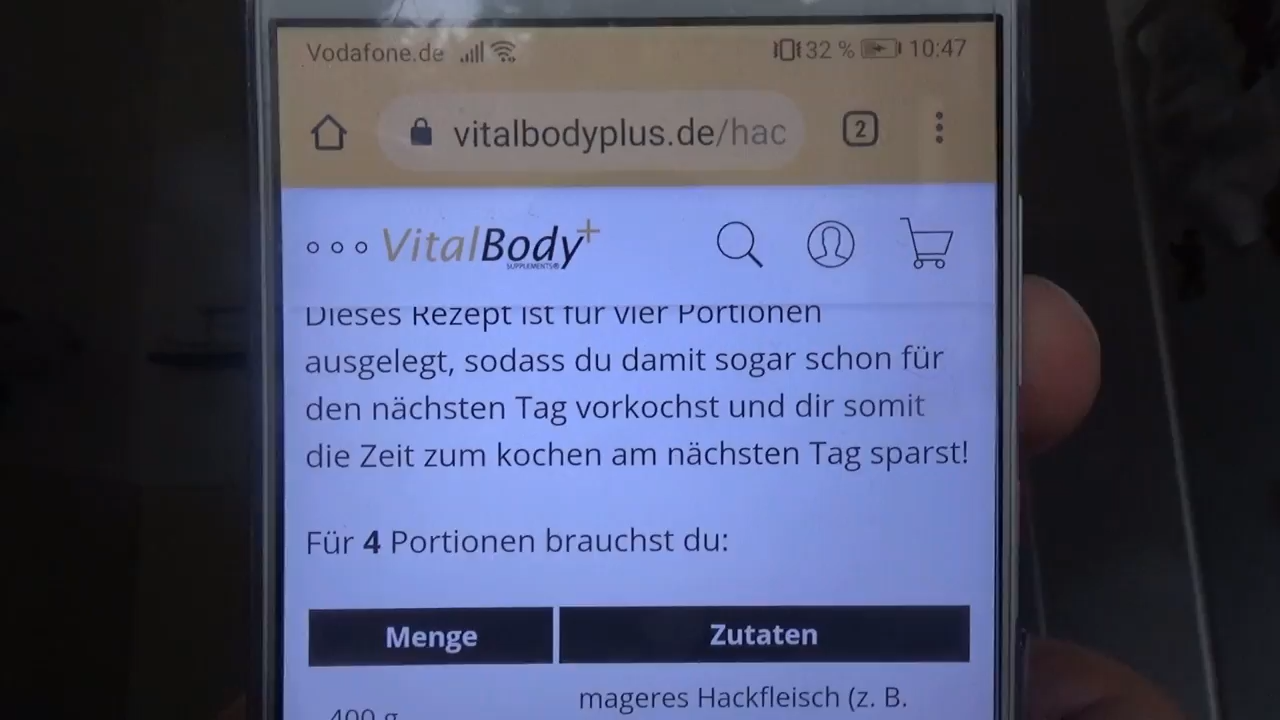 Vodafone.de 32 % 10:47
vitalbodyplus.de/hac 2
VitalBody+
SUPPLEMENTS®
Dieses Rezept ist für vier Portionen
ausgelegt, sodass du damit sogar schon für
den nächsten Tag vorkochst und dir somit
die Zeit zum kochen am nächsten Tag sparst!
Für 4 Portionen brauchst du:
Menge Zutaten
mageres Hackfleisch (z. B.
400 g